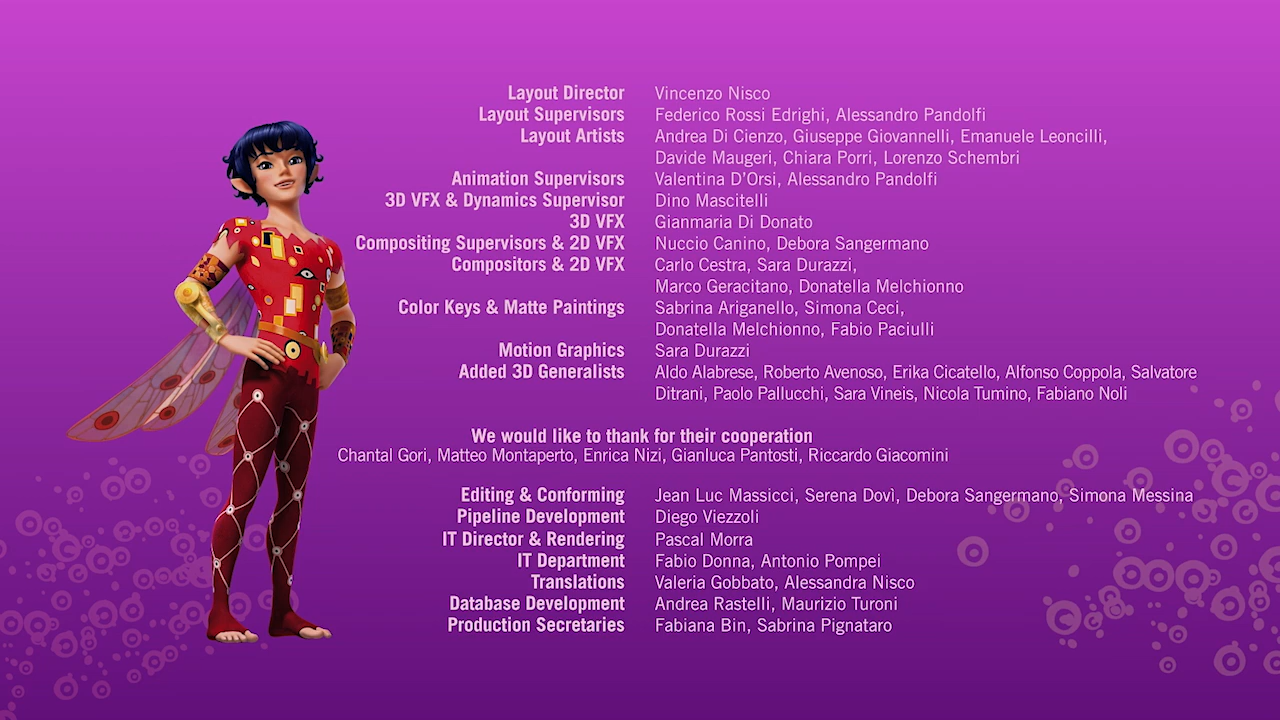 Layout Director Vincenzo Nisco
Layout Supervisors Federico Rossi Edrighi, Alessandro Pandolfi
Layout Artists Andrea Di Cienzo, Giuseppe Giovannelli, Emanuele Leoncilli,
Davide Maugeri, Chiara Porri, Lorenzo Schembri
Animation Supervisors Valentina D'Orsi, Alessandro Pandolfi
3D VFX & Dynamics Supervisor Dino Mascitelli
3D VFX Gianmaria Di Donato
Compositing Supervisors & 2D VFX Nuccio Canino, Debora Sangermano
Compositors & 2D VFX Carlo Cestra, Sara Durazzi,
Marco Geracitano, Donatella Melchionno
Color Keys & Matte Paintings Sabrina Ariganello, Simona Ceci,
Donatella Melchionno, Fabio Paciulli
Motion Graphics Sara Durazzi
Added 3D Generalists Aldo Alabrese, Roberto Avenoso, Erika Cicatello, Alfonso Coppola, Salvatore
Ditrani, Paolo Pallucchi, Sara Vineis, Nicola Tumino, Fabiano Noli
We would like to thank for their cooperation
Chantal Gori, Matteo Montaperto, Enrica Nizi, Gianluca Pantosti, Riccardo Giacomini
Editing & Conforming Jean Luc Massicci, Serena Dovì, Debora Sangermano, Simona Messina
Pipeline Development Diego Viezzoli
IT Director & Rendering Pascal Morra
IT Department Fabio Donna, Antonio Pompei
Translations Valeria Gobbato, Alessandra Nisco
Database Development Andrea Rastelli, Maurizio Turoni
Production Secretaries Fabiana Bin, Sabrina Pignataro